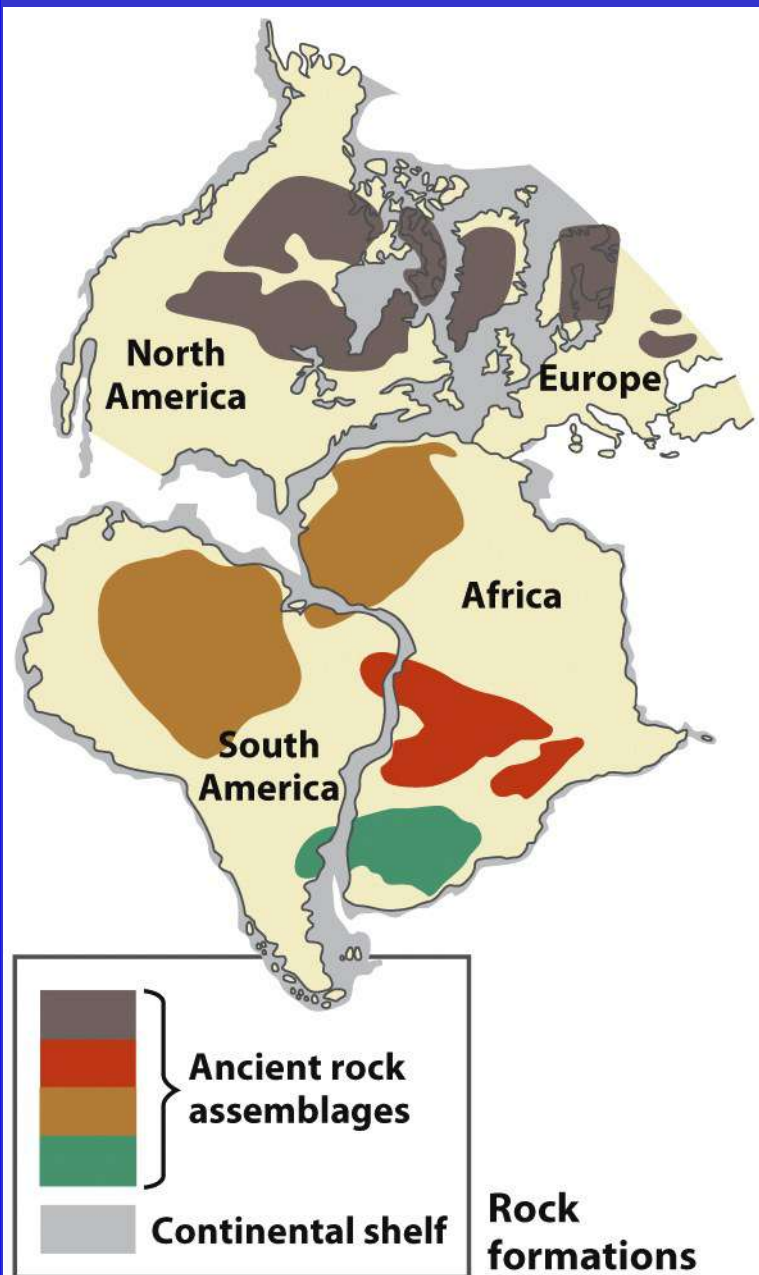 North
America
Europe
Africa
South
America
Ancient rock
assemblages
Continental shelf
Rock
formations